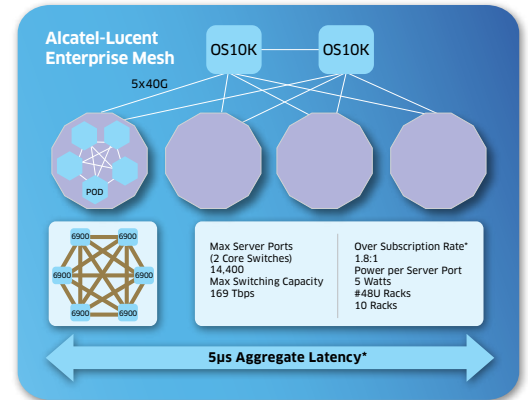 Alcatel-Lucent
Enterprise Mesh
OS10K
OS10K
5x40G
POD
6900
6900
6900
6900
6900
6900
Max Server Ports
(2 Core Switches)
14,400
Max Switching Capacity
169 Tbps
Over Subscription Rate*
1.8:1
Power per Server Port
5 Watts
#48U Racks
10 Racks
5µs Aggregate Latency*